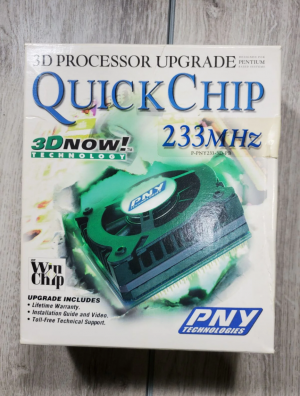 3D PROCESSOR UPGRADE
PENTIUM
QUICKCHIP
233MHZ
3DNOW!
TECHNOLOGY
PNY
Win
Chip
UPGRADE INCLUDES
• Lifetime Warranty.
• Installation Guide and Video.
• Toll-Free Technical Support.
PNY
TECHNOLOGIES